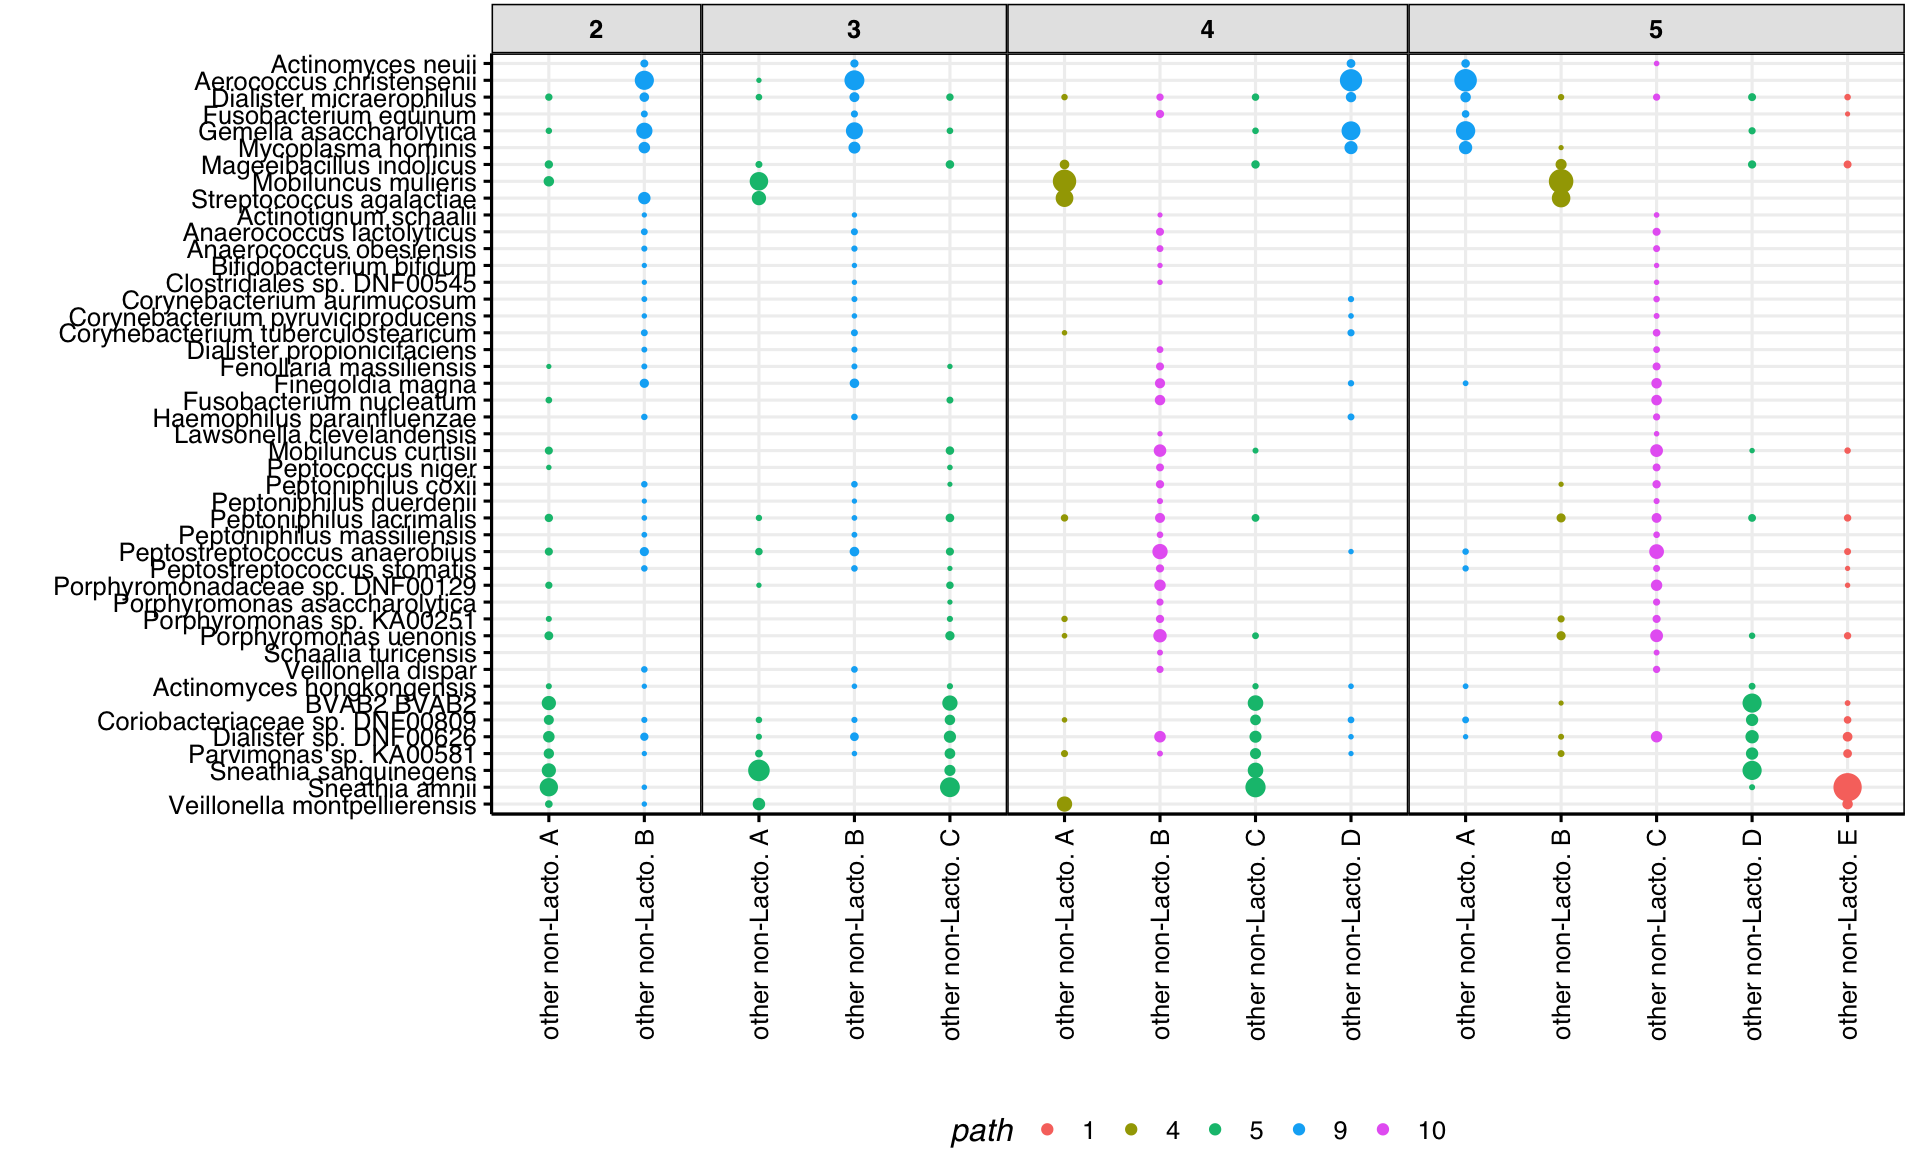 2 3 4 5
Actinomyces neuii
Aerococcus christensenii
Dialister micraerophilus
Fusobacterium equinum
Gemella asaccharolytica
Mycoplasma hominis
Mageeibacillus indolicus
Mobiluncus mulieris
Streptococcus agalactiae
Actinotignum schaalii
Anaerococcus lactolyticus
Anaerococcus obesiensis
Bifidobacterium bifidum
Clostridiales sp. DNF00545
Corynebacterium aurimucosum
Corynebacterium pyruviciproducens
Corynebacterium tuberculostearicum
Dialister propionicifaciens
Fenollaria massiliensis
Finegoldia magna
Fusobacterium nucleatum
Haemophilus parainfluenzae
Lawsonella clevelandensis
Mobiluncus curtisii
Peptococcus niger
Peptoniphilus coxii
Peptoniphilus duerdenii
Peptoniphilus lacrimalis
Peptoniphilus massiliensis
Peptostreptococcus anaerobius
Peptostreptococcus stomatis
Porphyromonadaceae sp. DNF00129
Porphyromonas asaccharolytica
Porphyromonas sp. KA00251
Porphyromonas uenonis
Schaalia turicensis
Veillonella dispar
Actinomyces hongkongensis
BVAB2 BVAB2
Coriobacteriaceae sp. DNF00809
Dialister sp. DNF00626
Parvimonas sp. KA00581
Sneathia sanguinegens
Sneathia amnii
Veillonella montpellierensis
other non-Lacto. A
other non-Lacto. B
other non-Lacto. A
other non-Lacto. B
other non-Lacto. C
other non-Lacto. A
other non-Lacto. B
other non-Lacto. C
other non-Lacto. D
other non-Lacto. A
other non-Lacto. B
other non-Lacto. C
other non-Lacto. D
other non-Lacto. E
path 1 4 5 9 10